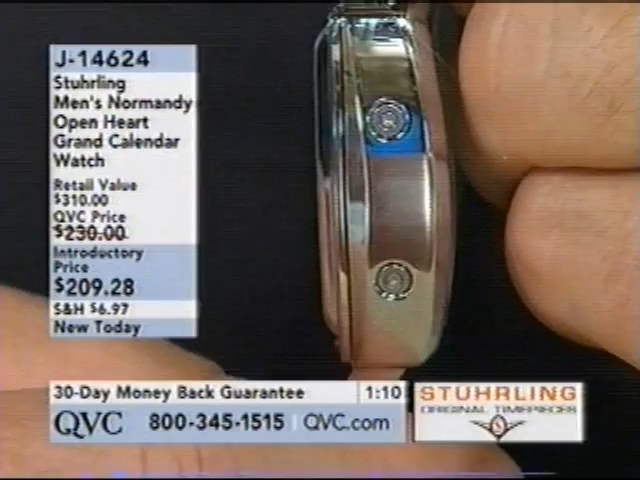 J-14624
Stuhrling
Men's Normandy
Open Heart
Grand Calendar
Watch
Retail Value
$310.00
QVC Price
$230.00
Introductory
Price
$209.28
S&H $6.97
New Today
30-Day Money Back Guarantee 1:10
QVC 800-345-1515 | QVC.com
STUHRLING
ORIGINAL TIMEPIECES
S